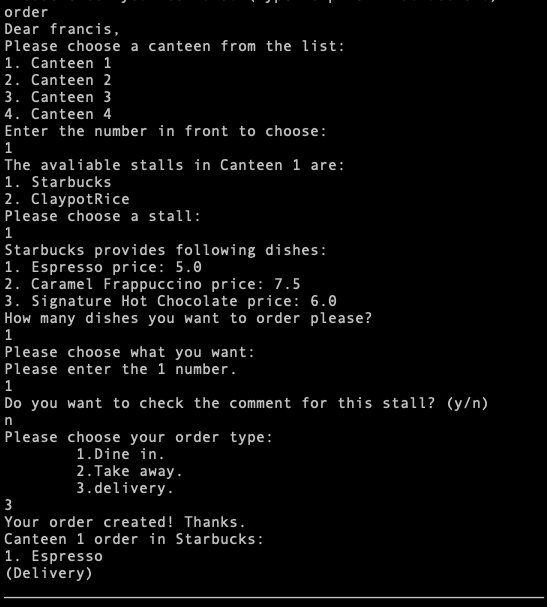 order
Dear francis,
Please choose a canteen from the list:
1. Canteen 1
2. Canteen 2
3. Canteen 3
4. Canteen 4
Enter the number in front to choose:
1
The avaliable stalls in Canteen 1 are:
1. Starbucks
2. ClaypotRice
Please choose a stall:
1
Starbucks provides following dishes:
1. Espresso price: 5.0
2. Caramel Frappuccino price: 7.5
3. Signature Hot Chocolate price: 6.0
How many dishes you want to order please?
1
Please choose what you want:
Please enter the 1 number.
1
Do you want to check the comment for this stall? (y/n)
n
Please choose your order type:
1.Dine in.
2.Take away.
3.delivery.
3
Your order created! Thanks.
Canteen 1 order in Starbucks:
1. Espresso
(Delivery)